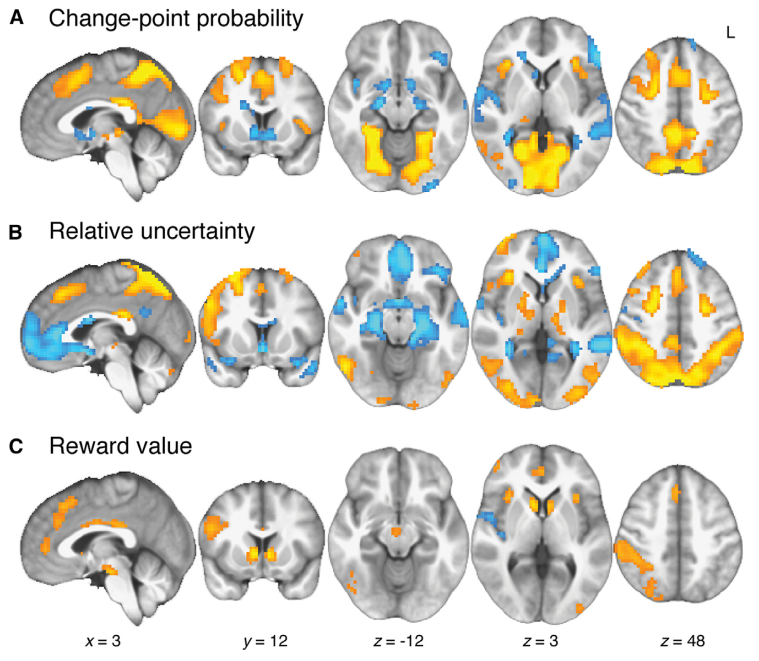 A Change-point probability
L
B Relative uncertainty
C Reward value
x = 3 y = 12 z = -12 z = 3 z = 48